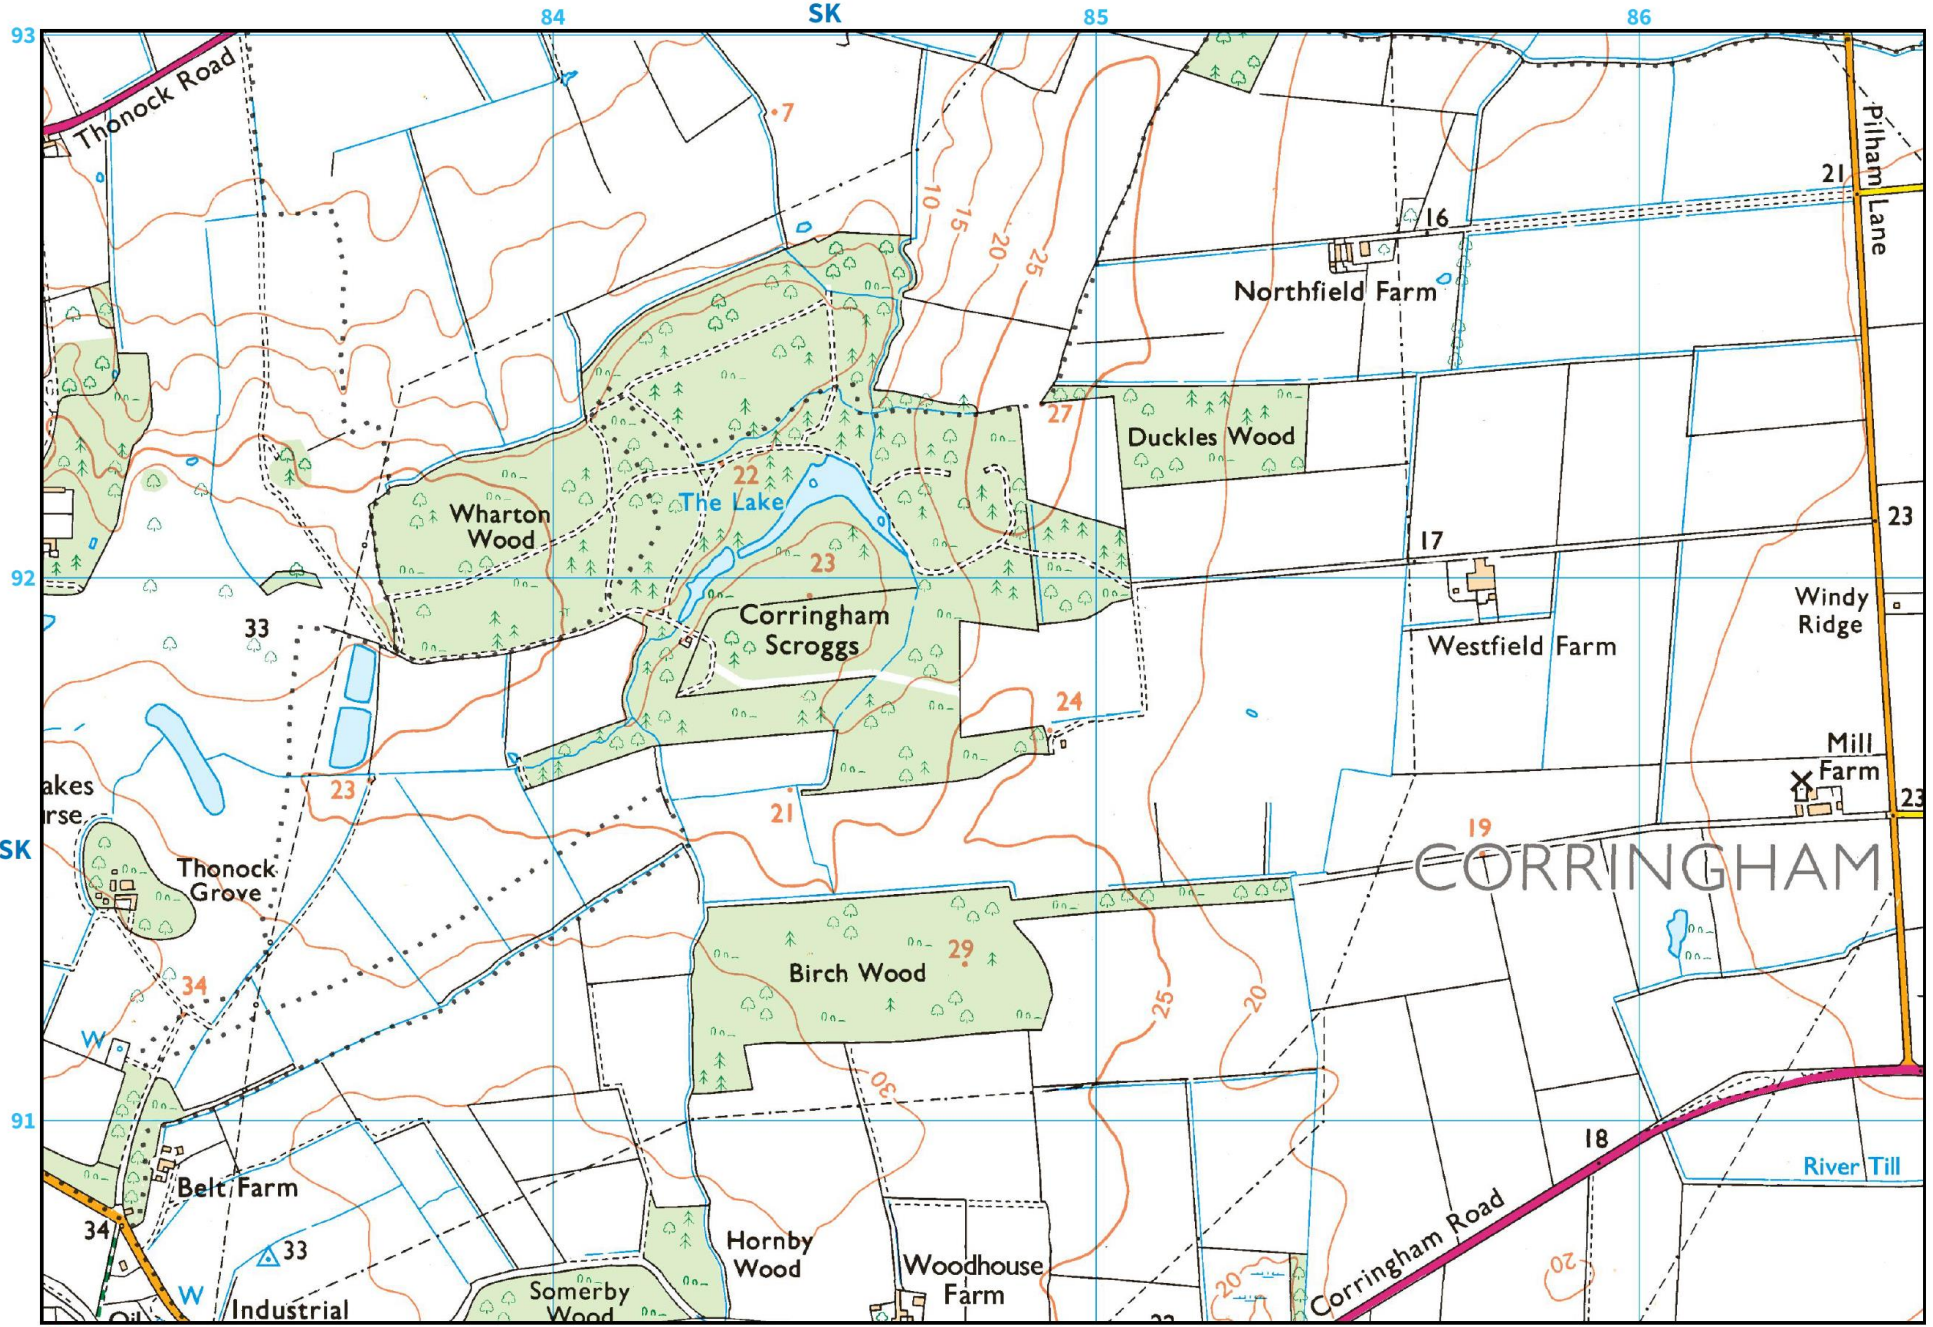 84
SK
85
86
93
Thonock Road
7
Pilham Lane
21
10
15
20
25
16
Northfield Farm
27
Duckles Wood
22
The Lake
Wharton
Wood
23
17
23
92
Westfield Farm
Windy
Ridge
Corringham
Scroggs
33
24
Mill
Farm
23
akes
rse
23
21
19
CORRINGHAM
SK
Thonock
Grove
Birch Wood
29
34
25
20
W
30
91
18
River Till
Belt Farm
34
33
Hornby
Wood
Woodhouse
Farm
Corringham Road
20
20
W
Industrial
Somerby
Wood